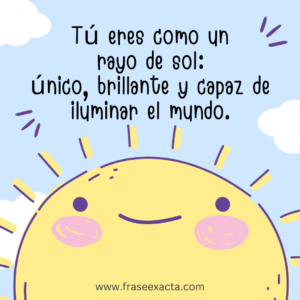 Tú eres como un
rayo de sol:
único, brillante y capaz de
iluminar el mundo.
www.fraseexacta.com